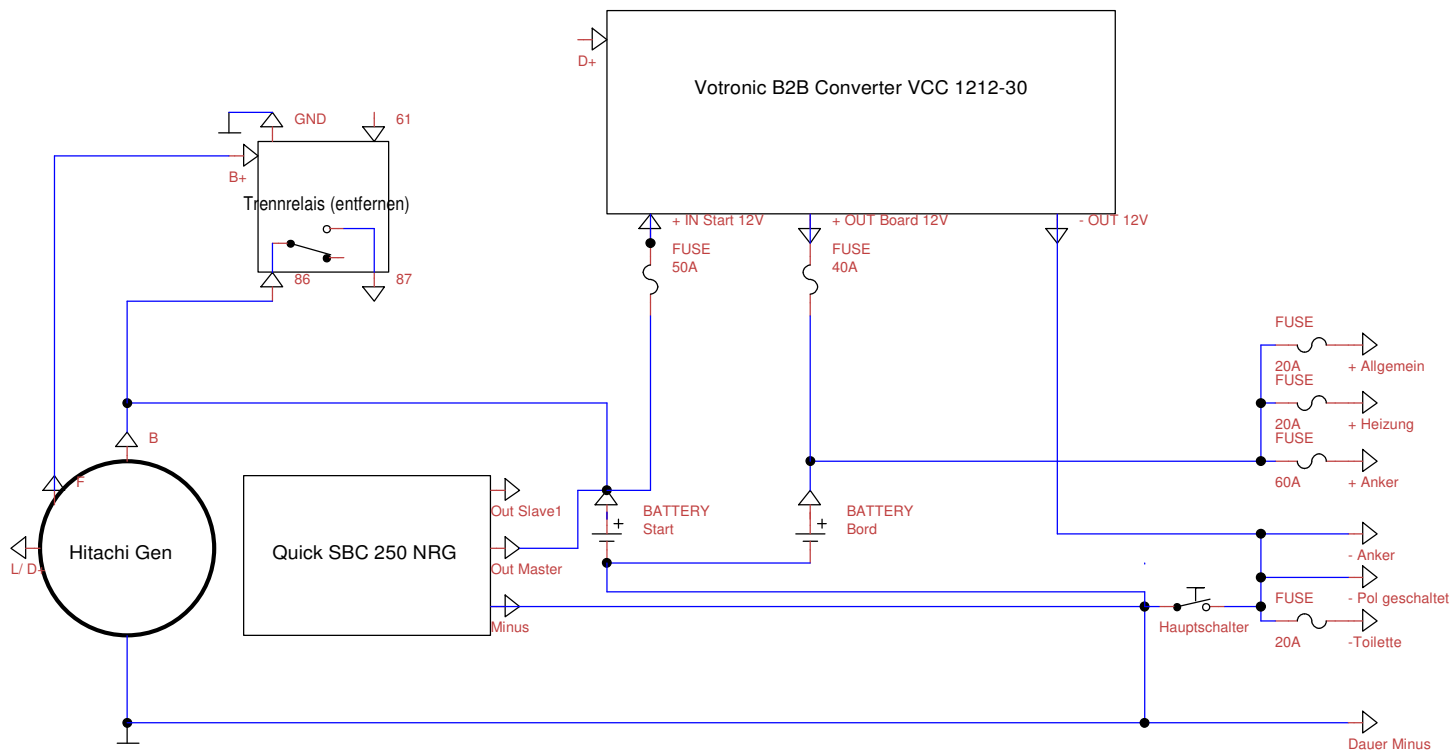 D+
Votronic B2B Converter VCC 1212-30
GND
61
B+
Trennrelais (entfernen)
86
87
+ IN Start 12V
+ OUT Board 12V
- OUT 12V
FUSE
50A
FUSE
40A
FUSE
20A
+ Allgemein
FUSE
20A
+ Heizung
FUSE
60A
+ Anker
B
F
Hitachi Gen
L/ D+
Quick SBC 250 NRG
Out Slave1
Out Master
Minus
BATTERY
Start
+
BATTERY
Bord
+
- Anker
- Pol geschaltet
Hauptschalter
FUSE
20A
-Toilette
Dauer Minus